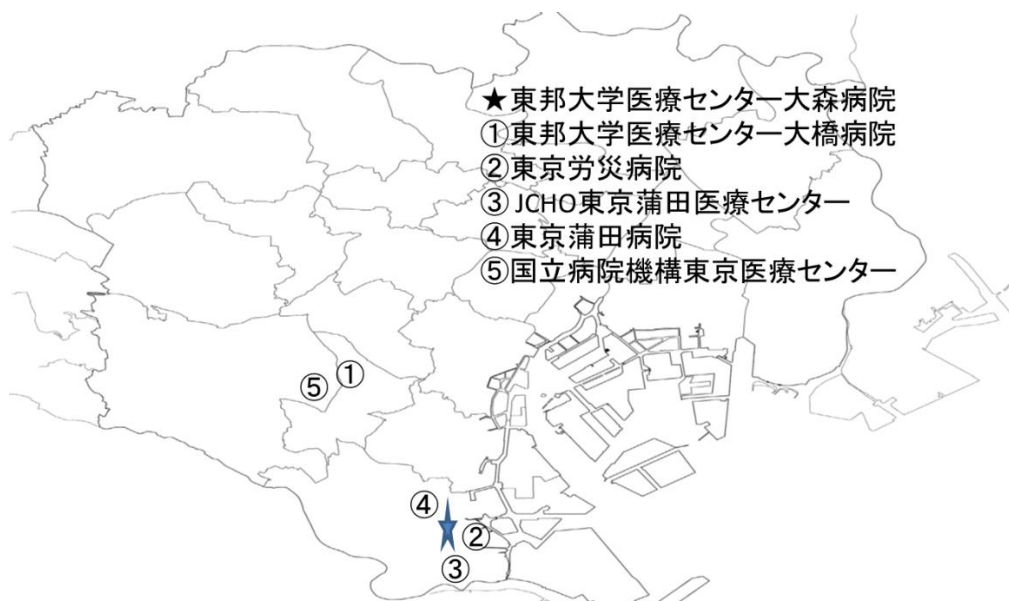 ★東邦大学医療センター大森病院
①東邦大学医療センター大橋病院
②東京労災病院
③JCHO東京蒲田医療センター
④東京蒲田病院
⑤国立病院機構東京医療センター
①
⑤
④
②
③